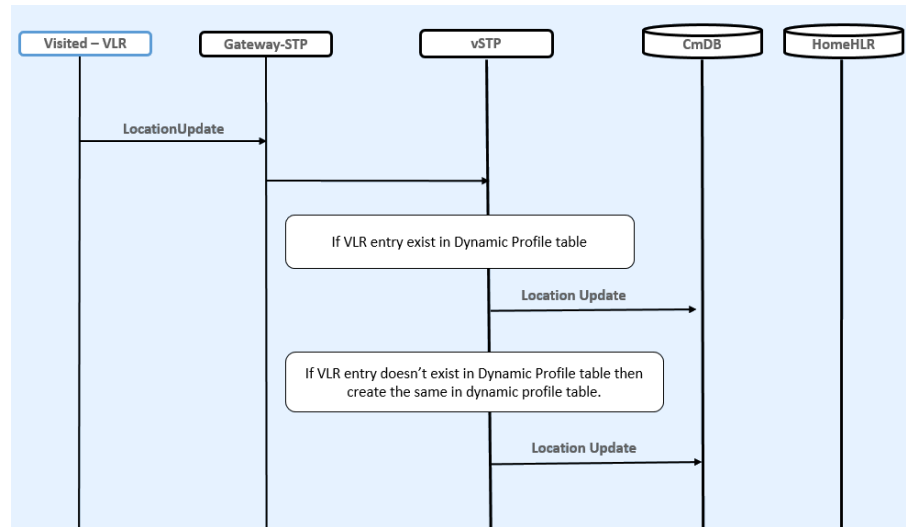 Visited – VLR
Gateway-STP
vSTP
CmDB
HomeHLR
LocationUpdate
If VLR entry exist in Dynamic Profile table
Location Update
If VLR entry doesn’t exist in Dynamic Profile table then
create the same in dynamic profile table.
Location Update